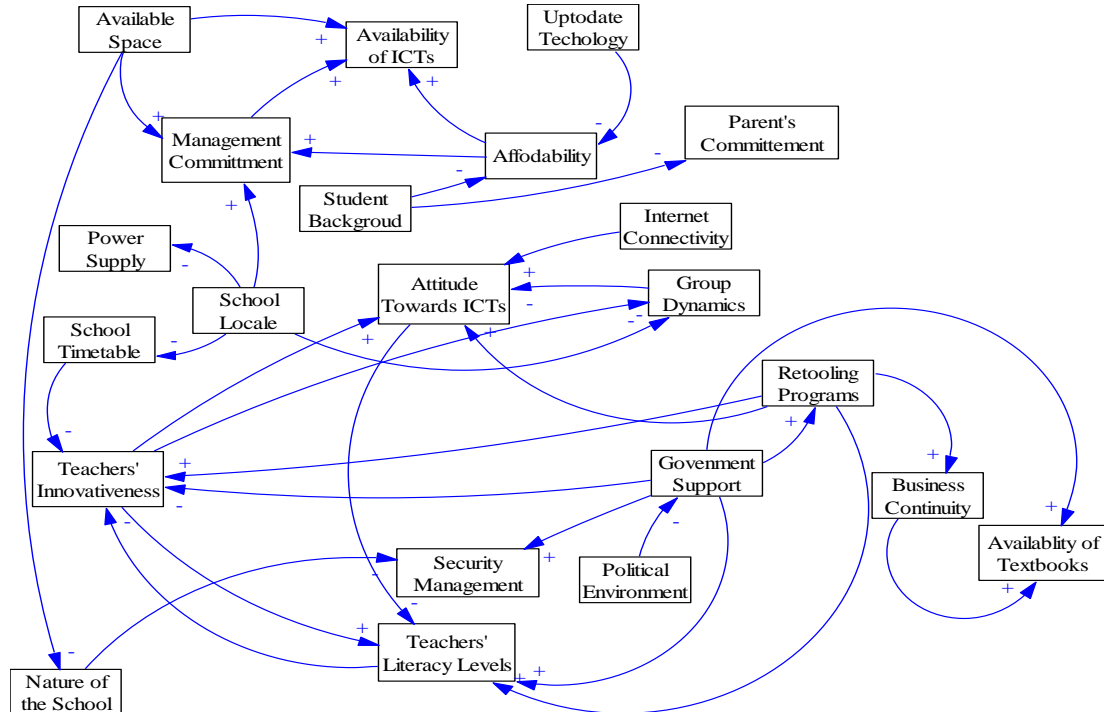 Available
Space
Availability
of ICTs
Uptodate
Techology
Management
Committment
Affodability
Parent's
Committement
Student
Backgroud
Internet
Connectivity
Power
Supply
School
Locale
Attitude
Towards ICTs
Group
Dynamics
School
Timetable
Retooling
Programs
Teachers'
Innovativeness
Govenment
Support
Business
Continuity
Security
Management
Political
Environment
Availablity of
Textbooks
Teachers'
Literacy Levels
Nature of
the School
+
+
+
+
+
+
+
-
-
-
-
-
+
-
+
+
-
-
-
+
-
-
+
+
-
+
-
-
+
+
+
+
+
-